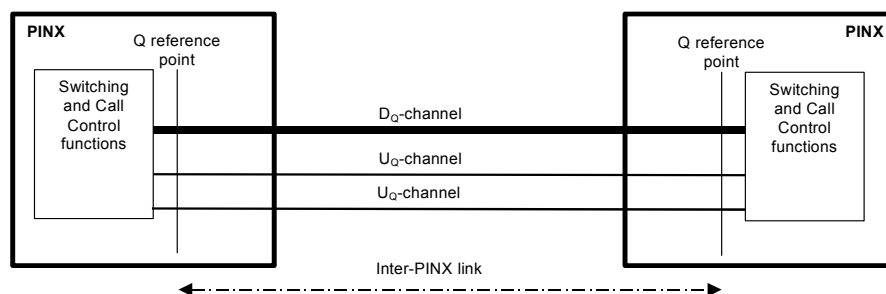 PINX
Q reference
point
Switching
and Call
Control
functions
DQ-channel
UQ-channel
UQ-channel
Inter-PINX link
PINX
Q reference
point
Switching
and Call
Control
functions